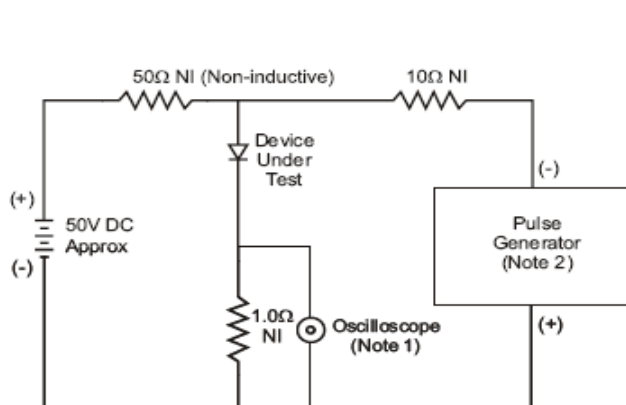 50Ω NI (Non-inductive)
10Ω NI
Device
Under
Test
(+)
50V DC
Approx
(-)
(-)
Pulse
Generator
(Note 2)
(+)
1.0Ω
NI
Oscilloscope
(Note 1)